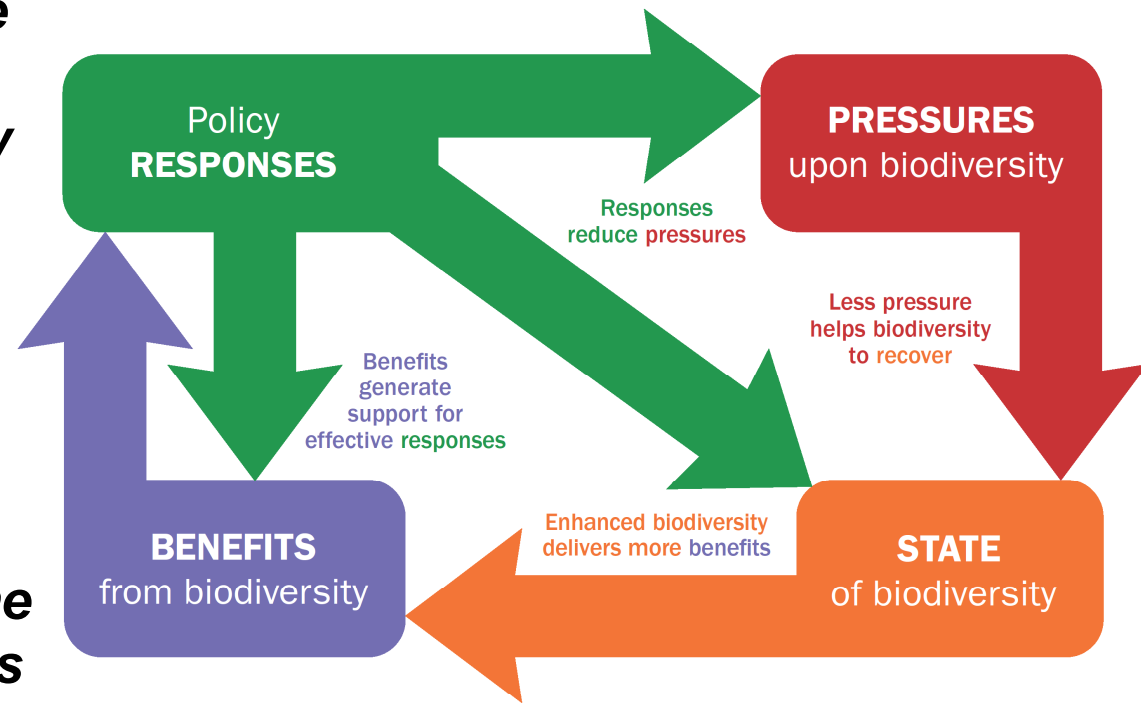 e
y
Policy
RESPONSES
PRESSURES
upon biodiversity
Responses
reduce pressures
Less pressure
helps biodiversity
to recover
Benefits
generate
support for
effective responses
Enhanced biodiversity
delivers more benefits
BENEFITS
from biodiversity
STATE
of biodiversity
e
s